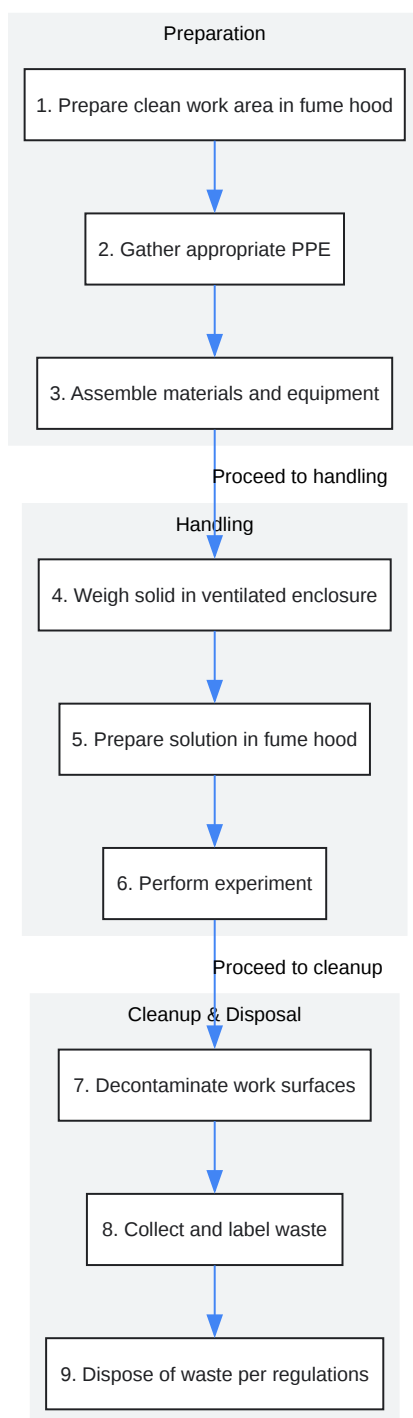 Preparation
1. Prepare clean work area in fume hood
2. Gather appropriate PPE
3. Assemble materials and equipment
Proceed to handling
Handling
4. Weigh solid in ventilated enclosure
5. Prepare solution in fume hood
6. Perform experiment
Proceed to cleanup
Cleanup & Disposal
7. Decontaminate work surfaces
8. Collect and label waste
9. Dispose of waste per regulations